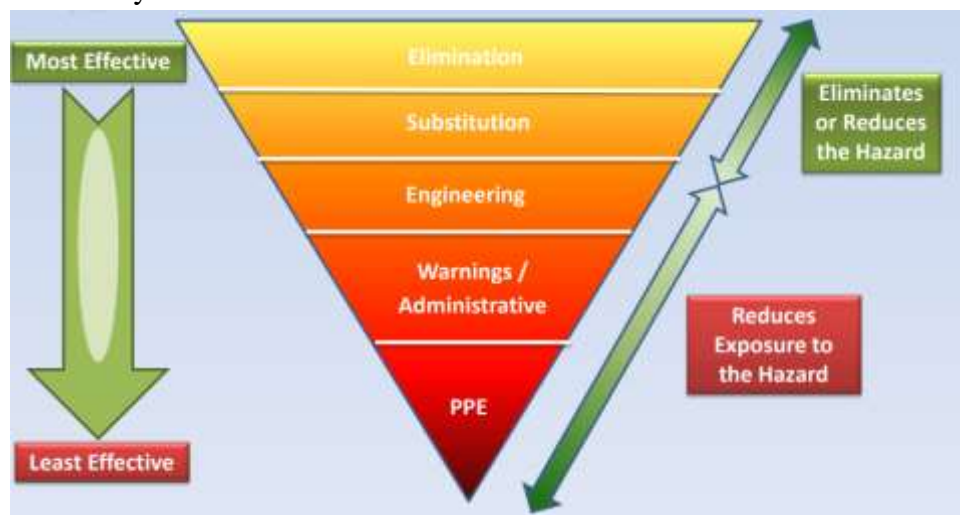 Most Effective
Elimination
Substitution
Engineering
Warnings /
Administrative
PPE
Least Effective
Eliminates
or Reduces
the Hazard
Reduces
Exposure to
the Hazard